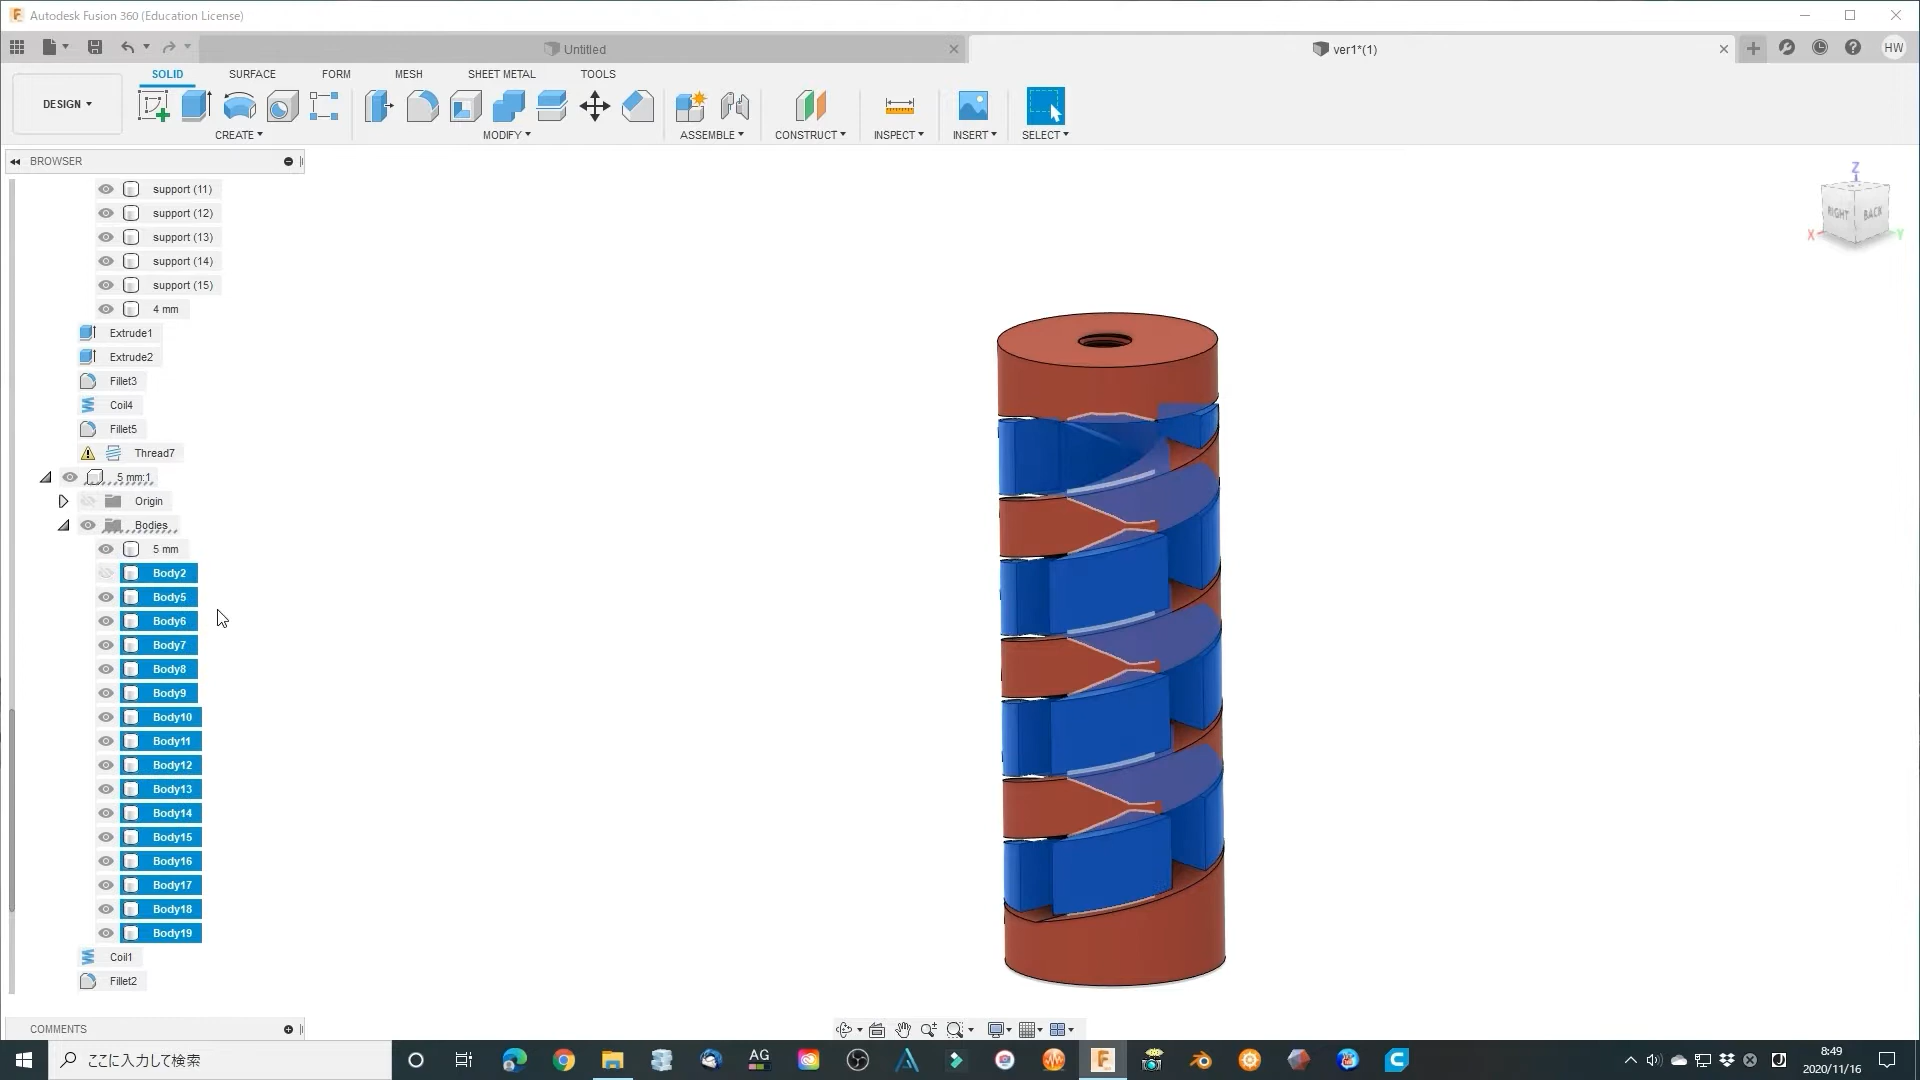 Autodesk Fusion 360 (Education License)
Untitled
ver1*(1)
HW
SOLID
SURFACE
FORM
MESH
SHEET METAL
TOOLS
DESIGN
CREATE
MODIFY
ASSEMBLE
CONSTRUCT
INSPECT
INSERT
SELECT
BROWSER
Z
RIGHT
BACK
X
Y
support (11)
support (12)
support (13)
support (14)
support (15)
4 mm
Extrude1
Extrude2
Fillet3
Coil4
Fillet5
Thread7
5 mm:1
Origin
Bodies
5 mm
Body2
Body5
Body6
Body7
Body8
Body9
Body10
Body11
Body12
Body13
Body14
Body15
Body16
Body17
Body18
Body19
Coil1
Fillet2
COMMENTS
ここに入力して検索
AG
8:49
2020/11/16